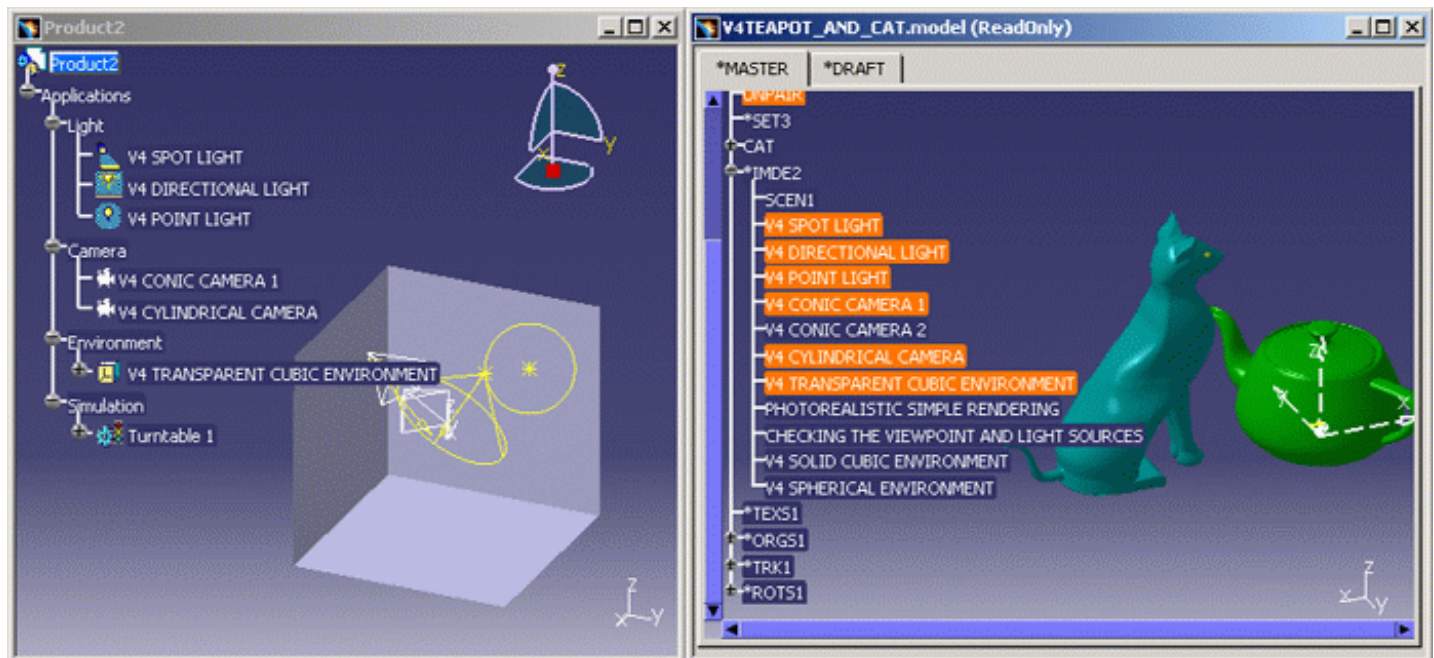 Product2
Product2
Applications
Light
V4 SPOT LIGHT
V4 DIRECTIONAL LIGHT
V4 POINT LIGHT
Camera
V4 CONIC CAMERA 1
V4 CYLINDRICAL CAMERA
Environment
V4 TRANSPARENT CUBIC ENVIRONMENT
Simulation
Turntable 1
z
x
y
z
x
y
V4TEAPOT_AND_CAT.model (ReadOnly)
*MASTER
*DRAFT
UNPAIR
*SET3
CAT
*IMDE2
SCEN1
V4 SPOT LIGHT
V4 DIRECTIONAL LIGHT
V4 POINT LIGHT
V4 CONIC CAMERA 1
V4 CONIC CAMERA 2
V4 CYLINDRICAL CAMERA
V4 TRANSPARENT CUBIC ENVIRONMENT
PHOTOREALISTIC SIMPLE RENDERING
CHECKING THE VIEWPOINT AND LIGHT SOURCES
V4 SOLID CUBIC ENVIRONMENT
V4 SPHERICAL ENVIRONMENT
*TEXS1
*ORGS1
*TRK1
*ROTS1
Z
Y
X
z
x
y